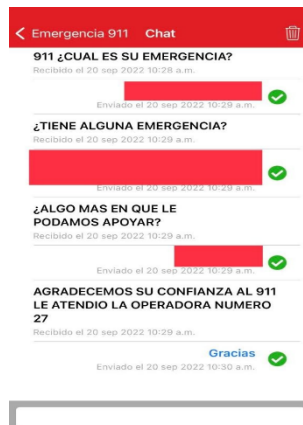 Emergencia 911 Chat
911 ¿CUAL ES SU EMERGENCIA?
Recibido el 20 sep 2022 10:28 a.m.
Enviado el 20 sep 2022 10:29 a.m.
¿TIENE ALGUNA EMERGENCIA?
Recibido el 20 sep 2022 10:29 a.m.
Enviado el 20 sep 2022 10:29 a.m.
¿ALGO MAS EN QUE LE
PODAMOS APOYAR?
Recibido el 20 sep 2022 10:29 a.m.
Enviado el 20 sep 2022 10:29 a.m.
AGRADECEMOS SU CONFIANZA AL 911
LE ATENDIO LA OPERADORA NUMERO
27
Recibido el 20 sep 2022 10:29 a.m.
Gracias
Enviado el 20 sep 2022 10:30 a.m.